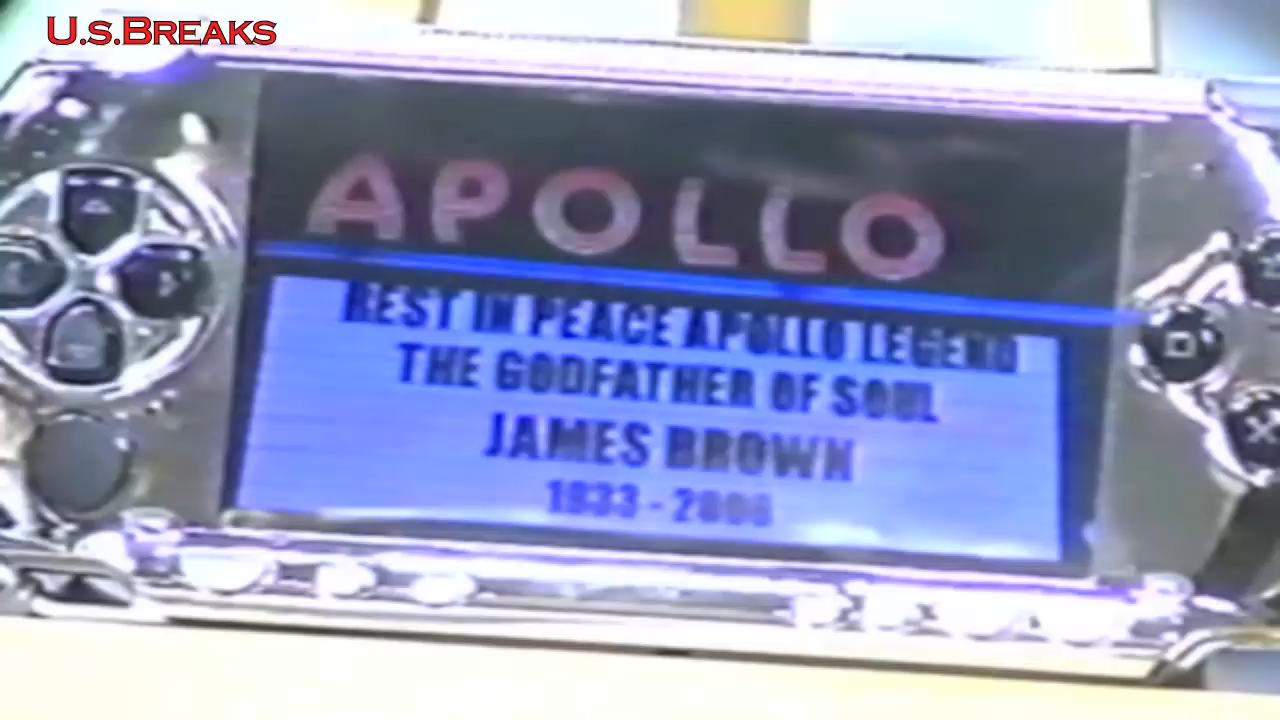 U.S.BREAKS
APOLLO
REST IN PEACE APOLLO LEGEND
THE GODFATHER OF SOUL
JAMES BROWN
1933 - 2006